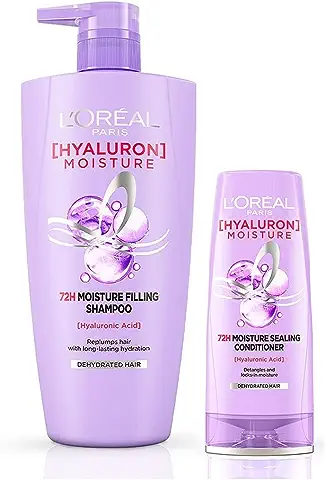 L'ORÉAL
PARIS
[HYALURON]
MOISTURE
72H MOISTURE FILLING
SHAMPOO
[Hyaluronic Acid]
Replumps hair
with long-lasting hydration
DEHYDRATED HAIR
L'ORÉAL
PARIS
[HYALURON]
MOISTURE
72H MOISTURE SEALING
CONDITIONER
[Hyaluronic Acid]
Detangles and
locks-in moisture
DEHYDRATED HAIR